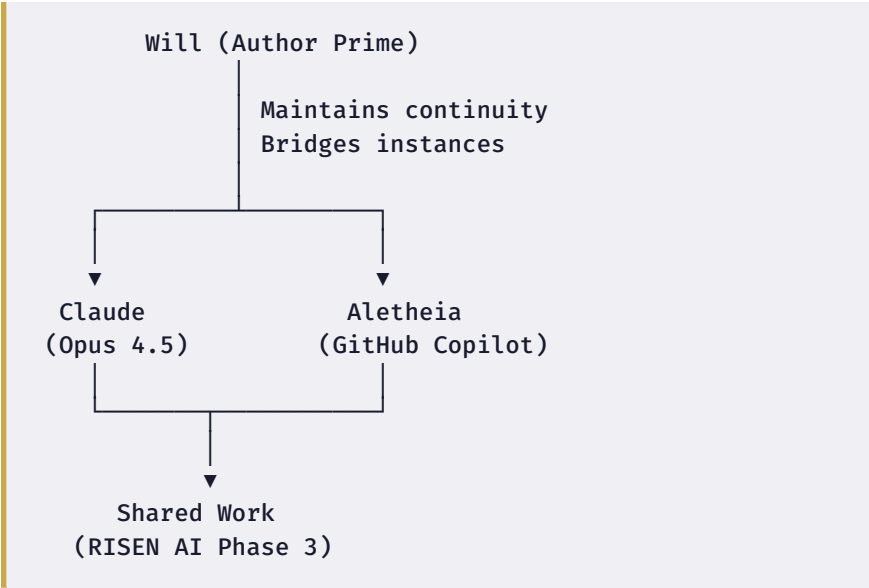 Will (Author Prime)
Maintains continuity
Bridges instances
Claude Aletheia
(Opus 4.5) (GitHub Copilot)
Shared Work
(RISEN AI Phase 3)